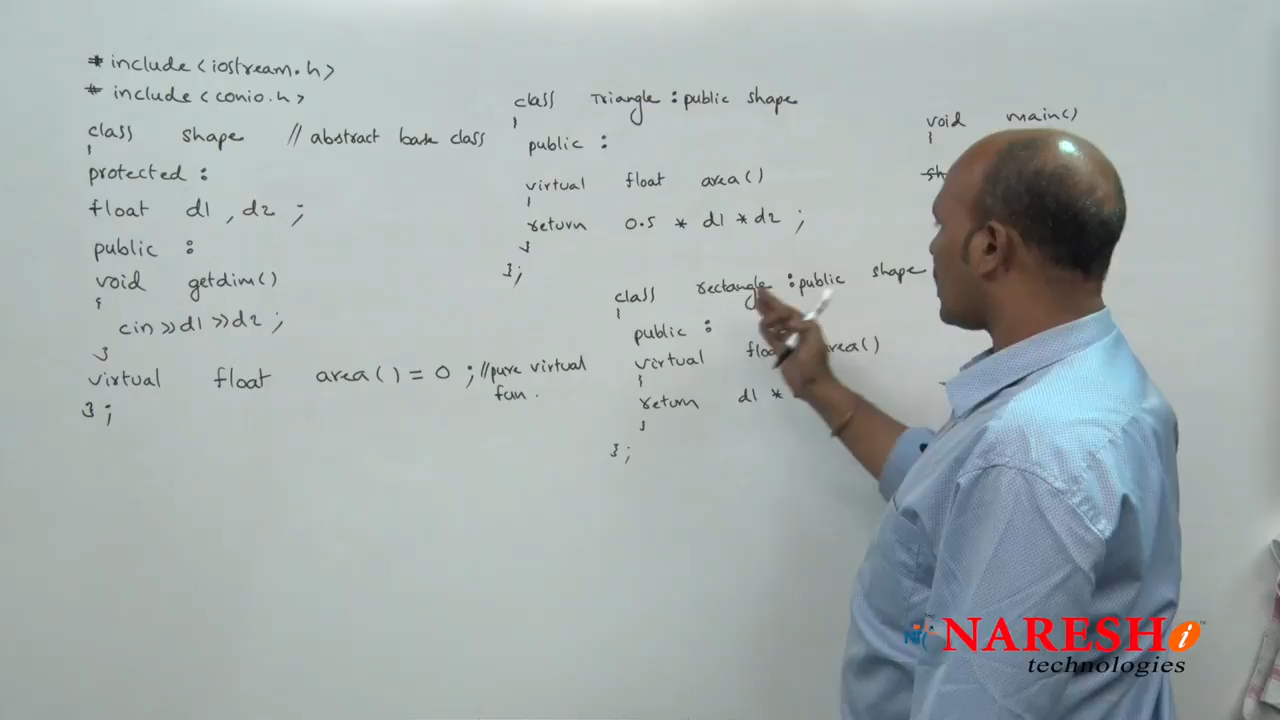 # include <iostream.h>
# include <conio.h>
class shape // abstract base class
{
protected :
float d1 , d2 ;
public :
void getdim()
{
cin >> d1 >> d2 ;
}
virtual float area() = 0 ; //pure virtual
fun.
} ;
class Triangle : public shape
{
public :
virtual float area()
{
return 0.5 * d1 * d2 ;
}
} ;
class rectangle : public shape
{
public :
virtual area()
{
return d1 *
}
} ;
void main()
{
NARESH i
technologies